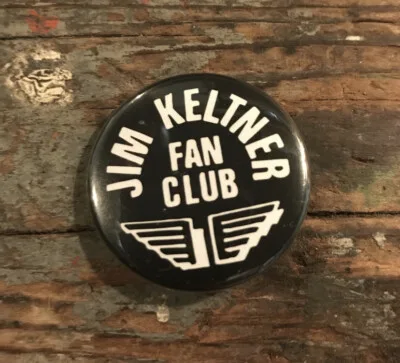 JIM KELTNER
FAN
CLUB